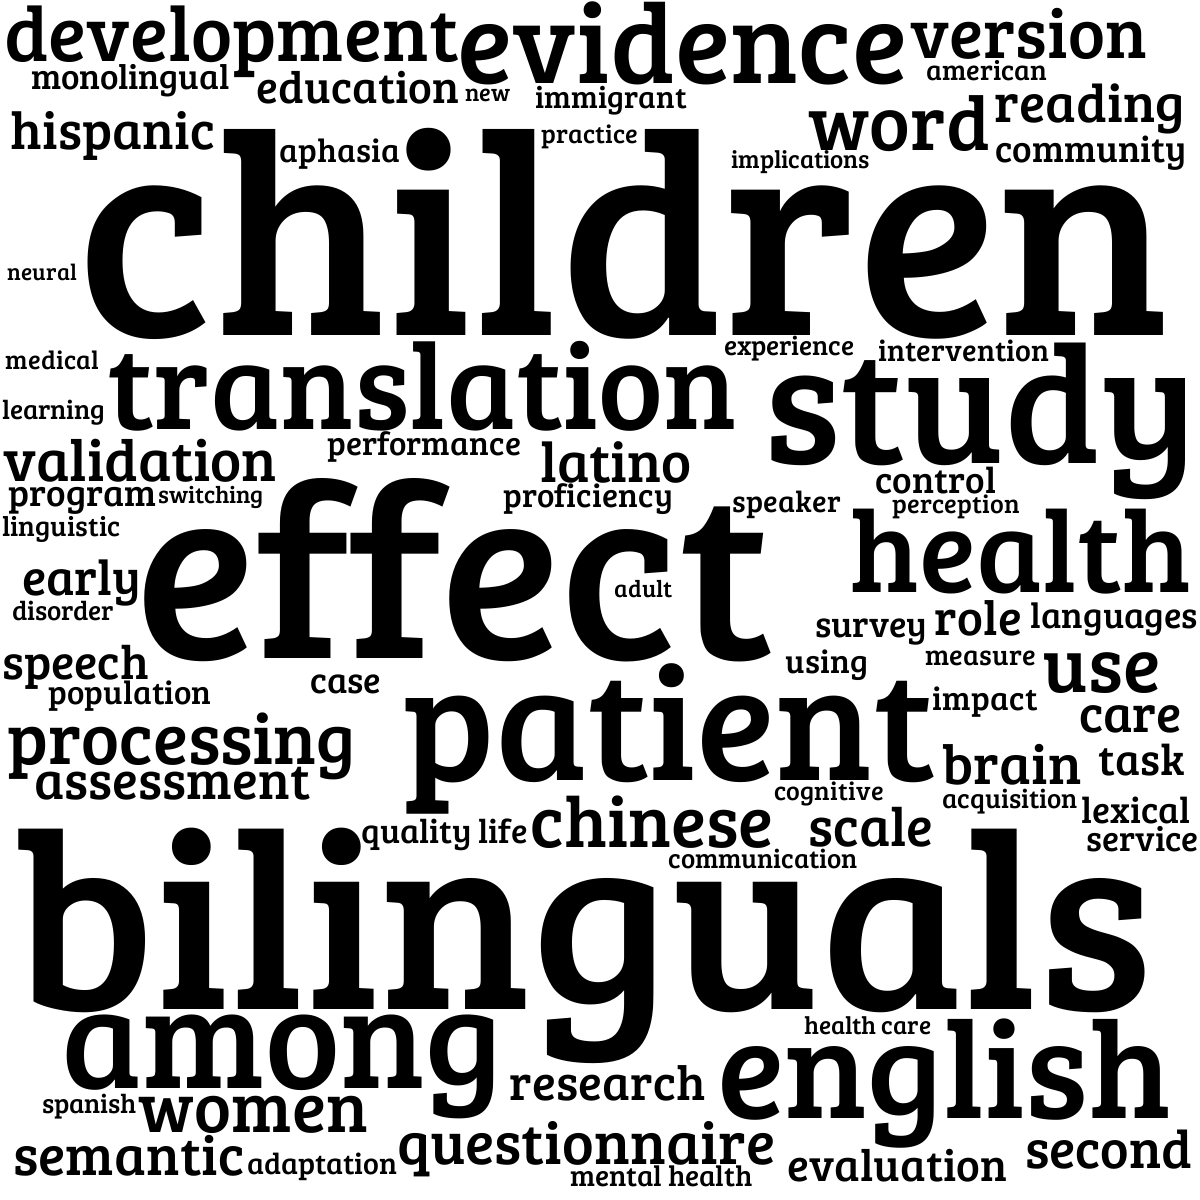 development evidence version
monolingual american
education new immigrant
hispanic word reading
practice
aphasia implications community
children
neural
medical translation experience intervention
learning study
validation performance latino
program switching proficiency control
linguistic speaker perception
effect health
early adult
disorder survey role languages
speech using measure use
population case impact
patient care
processing brain task
assessment cognitive acquisition lexical
quality life chinese scale service
communication
bilinguals
among health care english
spanish women research
semantic adaptation questionnaire second
mental health evaluation